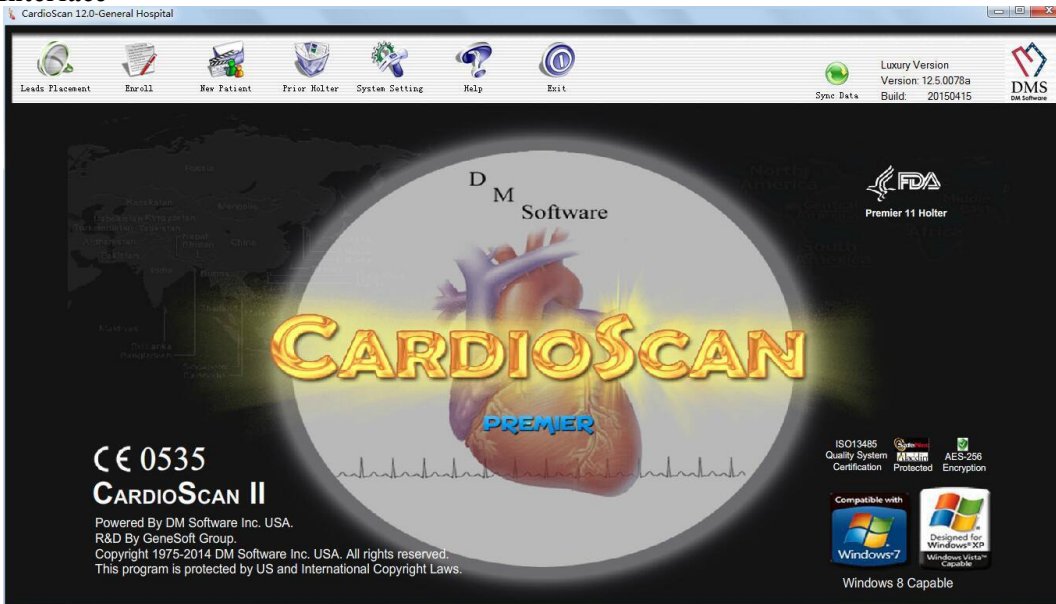 CardioScan 12.0-General Hospital
Leads Placement
Enroll
New Patient
Prior Holter
System Setting
Help
Exit
Sync Data
Luxury Version
Version: 12.5.0078a
Build: 20150415
DMS
DM Software
D
M
Software
FDA
Premier 11 Holter
CARDIOSCAN
PREMIER
CE 0535
CARDIOSCAN II
Powered By DM Software Inc. USA.
R&D By GeneSoft Group.
Copyright 1975-2014 DM Software Inc. USA. All rights reserved.
This program is protected by US and International Copyright Laws.
ISO13485
Quality System
Certification
Aladdin
Protected
AES-256
Encryption
Compatible with
Windows 7
Designed for
Windows® XP
Windows Vista™
Capable
Windows 8 Capable